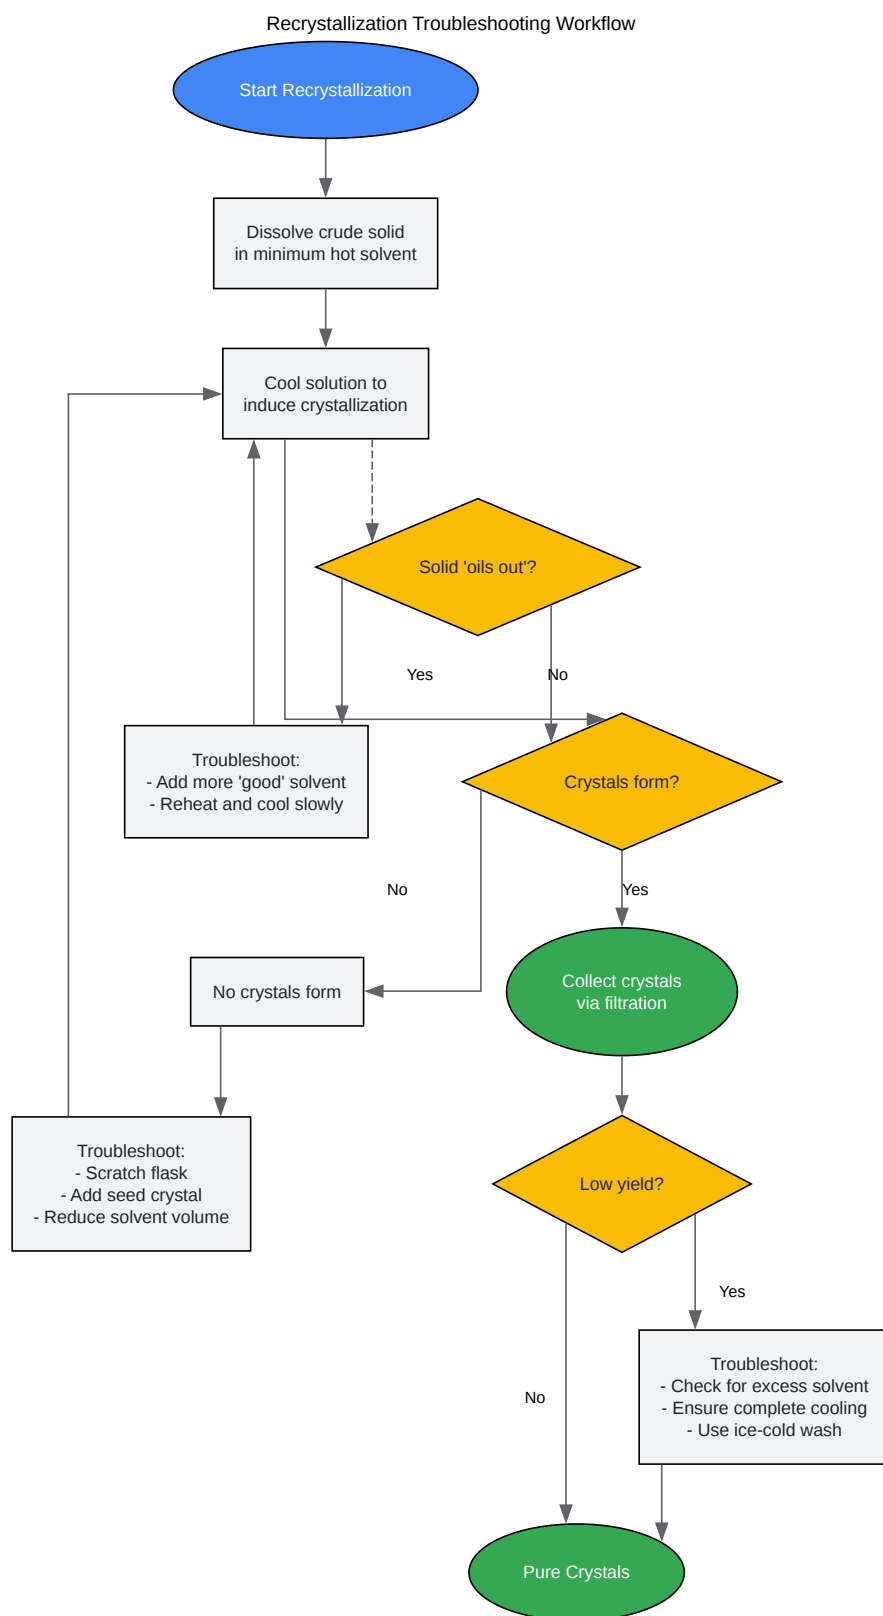 Recrystallization Troubleshooting Workflow
Start Recrystallization
Dissolve crude solid
in minimum hot solvent
Cool solution to
induce crystallization
Solid 'oils out'?
Yes
No
Troubleshoot:
- Add more 'good' solvent
- Reheat and cool slowly
Crystals form?
No
Yes
No crystals form
Collect crystals
via filtration
Troubleshoot:
- Scratch flask
- Add seed crystal
- Reduce solvent volume
Low yield?
Yes
No
Troubleshoot:
- Check for excess solvent
- Ensure complete cooling
- Use ice-cold wash
Pure Crystals